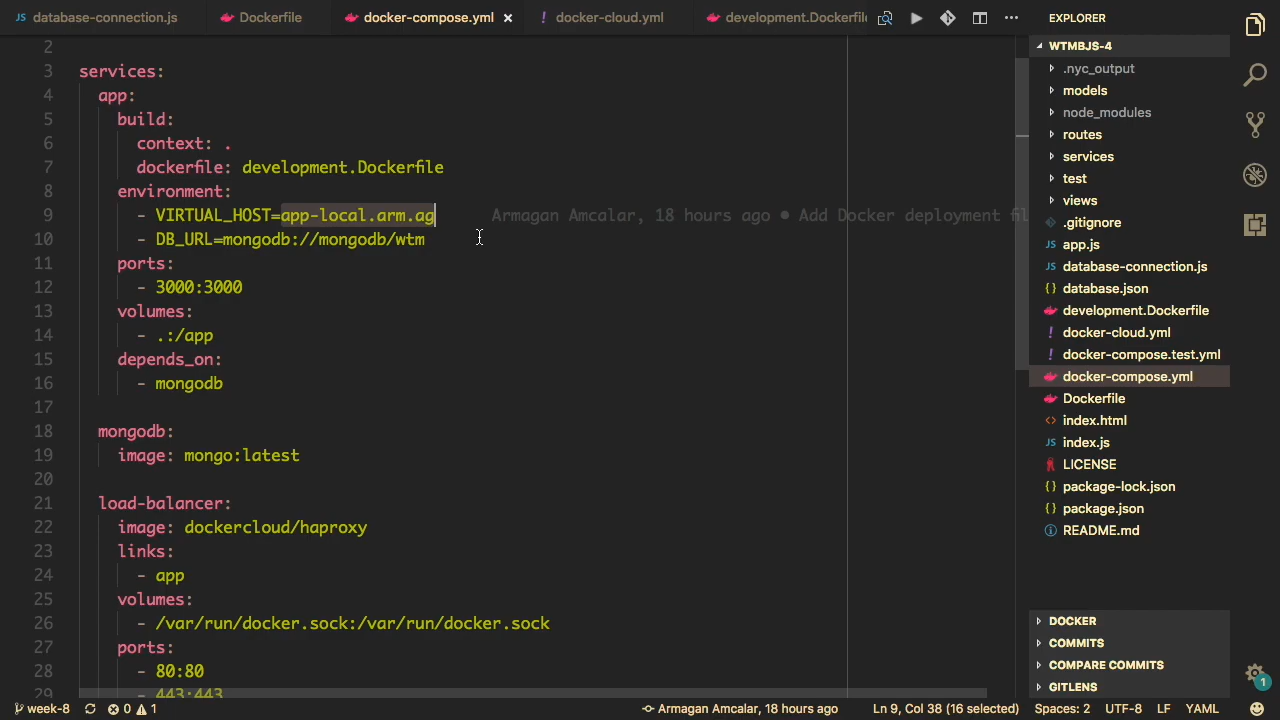 database-connection.js
Dockerfile
docker-compose.yml
docker-cloud.yml
development.Dockerfil
2
3 services:
4 app:
5 build:
6 context: .
7 dockerfile: development.Dockerfile
8 environment:
9 - VIRTUAL_HOST=app-local.arm.ag Armagan Amcalar, 18 hours ago • Add Docker deployment fil
10 - DB_URL=mongodb://mongodb/wtm
11 ports:
12 - 3000:3000
13 volumes:
14 - .:/app
15 depends_on:
16 - mongodb
17
18 mongodb:
19 image: mongo:latest
20
21 load-balancer:
22 image: dockercloud/haproxy
23 links:
24 - app
25 volumes:
26 - /var/run/docker.sock:/var/run/docker.sock
27 ports:
28 - 80:80
29 - 443:443
EXPLORER
WTMBJS-4
.nyc_output
models
node_modules
routes
services
test
views
.gitignore
JS app.js
JS database-connection.js
{} database.json
development.Dockerfile
! docker-cloud.yml
! docker-compose.test.yml
docker-compose.yml
Dockerfile
<> index.html
JS index.js
LICENSE
{} package-lock.json
{} package.json
README.md
DOCKER
COMMITS
COMPARE COMMITS
GITLENS
1
week-8 0 1 Armagan Amcalar, 18 hours ago Ln 9, Col 38 (16 selected) Spaces: 2 UTF-8 LF YAML